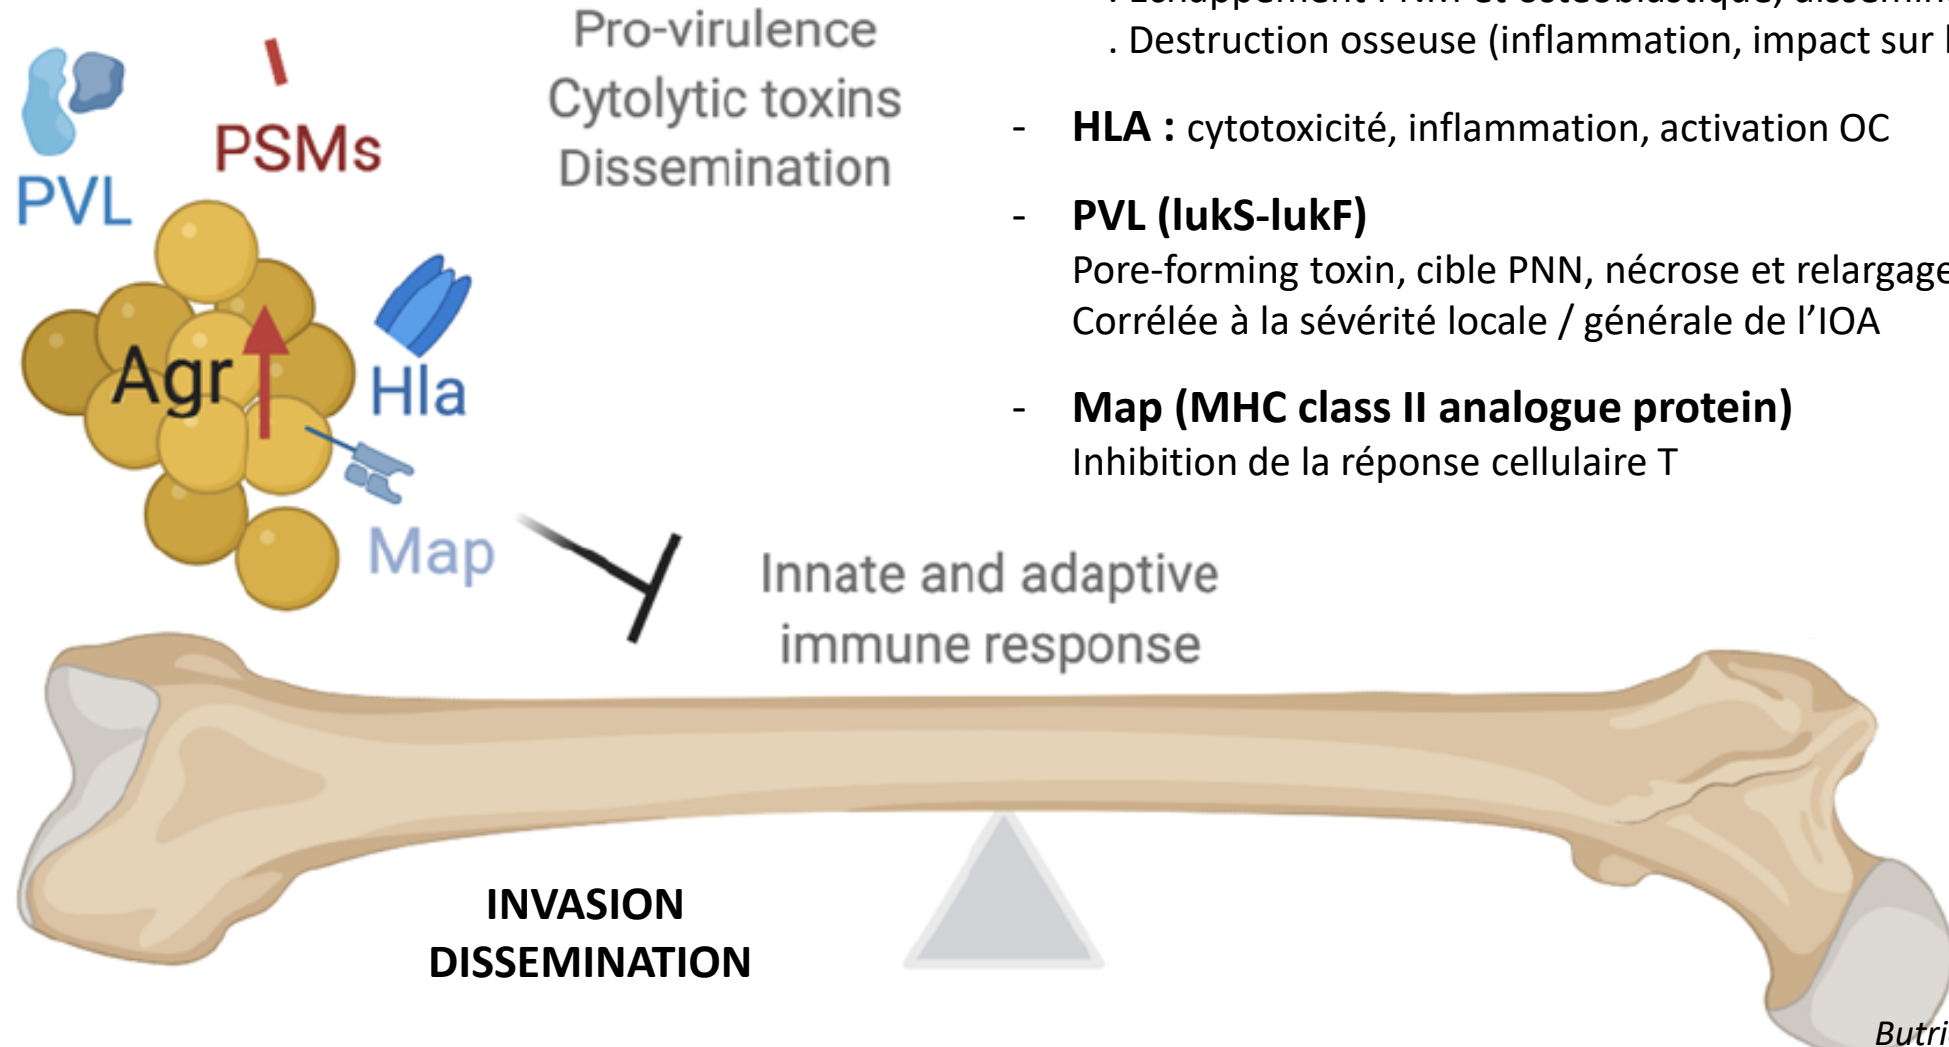 Pro-virulence
Cytolytic toxins
Dissemination
PVL
PSMs
Agr
Hla
Map
Innate and adaptive
immune response
INVASION
DISSEMINATION
. Destruction osseuse (inflammation, impact sur
- HLA : cytotoxicité, inflammation, activation OC
- PVL (lukS-lukF)
Pore-forming toxin, cible PNN, nécrose et relargage
Corrélée à la sévérité locale / générale de l’IOA
- Map (MHC class II analogue protein)
Inhibition de la réponse cellulaire T